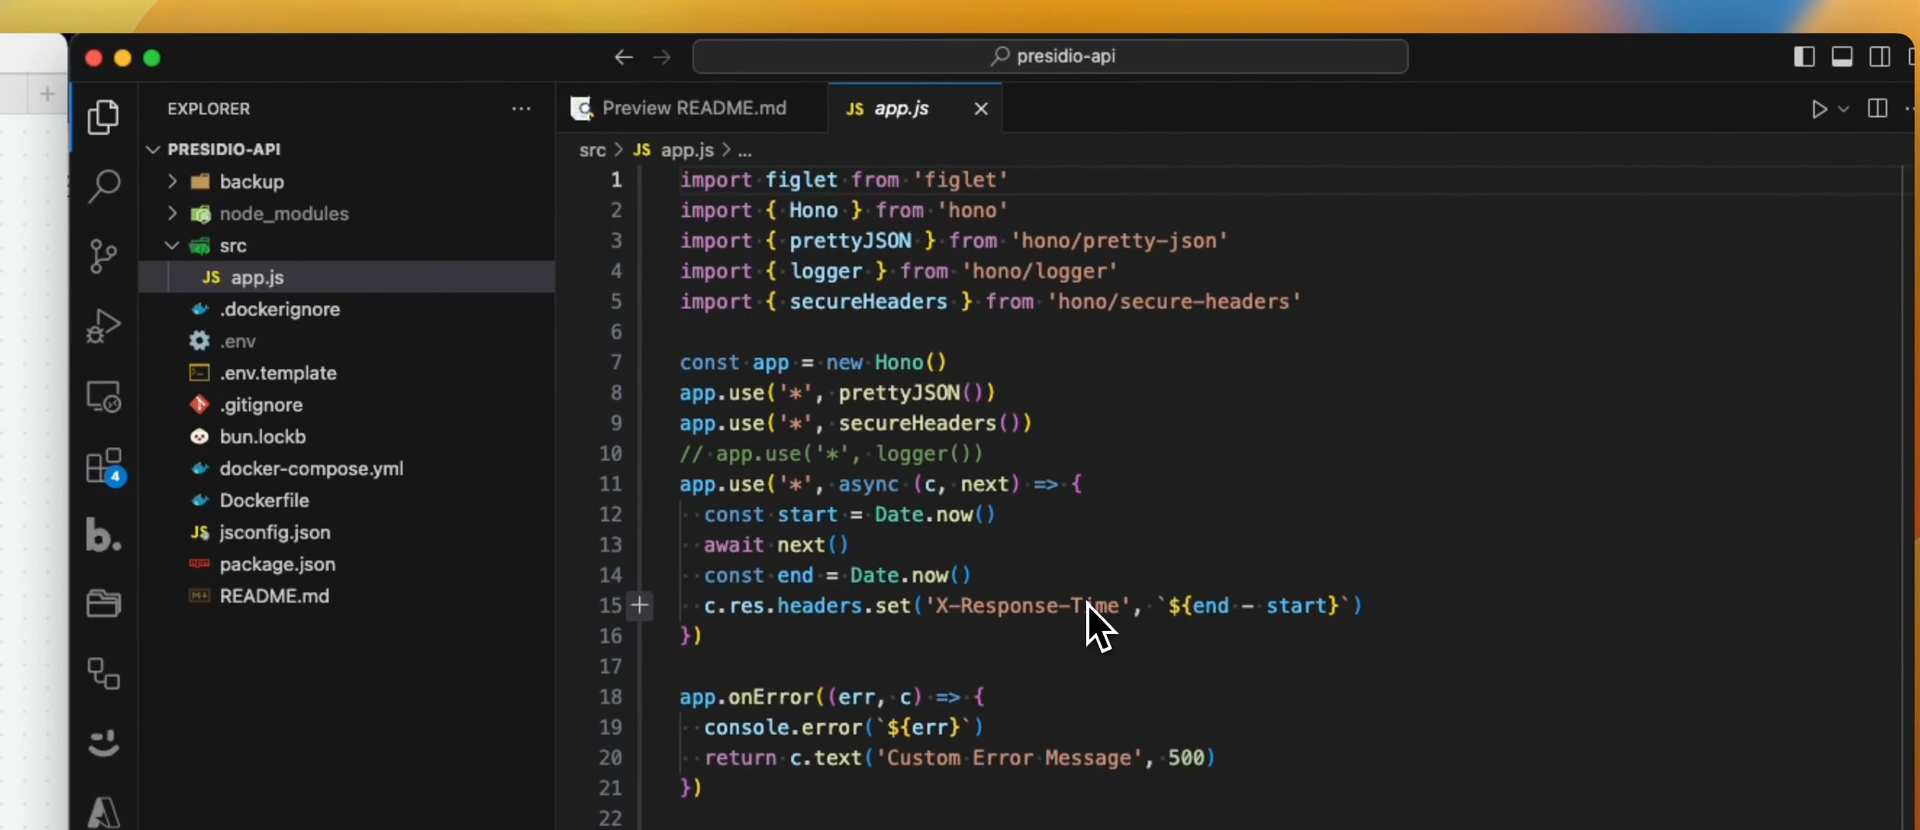 presidio-api
EXPLORER
PRESIDIO-API
backup
node_modules
src
JS app.js
.dockerignore
.env
.env.template
.gitignore
bun.lockb
docker-compose.yml
Dockerfile
JS jsconfig.json
package.json
README.md
4
b.
Preview README.md
JS app.js
src > JS app.js > ...
1 import figlet from 'figlet'
2 import { Hono } from 'hono'
3 import { prettyJSON } from 'hono/pretty-json'
4 import { logger } from 'hono/logger'
5 import { secureHeaders } from 'hono/secure-headers'
6
7 const app = new Hono()
8 app.use('*', prettyJSON())
9 app.use('*', secureHeaders())
10 // app.use('*', logger())
11 app.use('*', async (c, next) => {
12 const start = Date.now()
13 await next()
14 const end = Date.now()
15 c.res.headers.set('X-Response-Time', `${end - start}`)
16 })
17
18 app.onError((err, c) => {
19 console.error(`${err}`)
20 return c.text('Custom Error Message', 500)
21 })
22